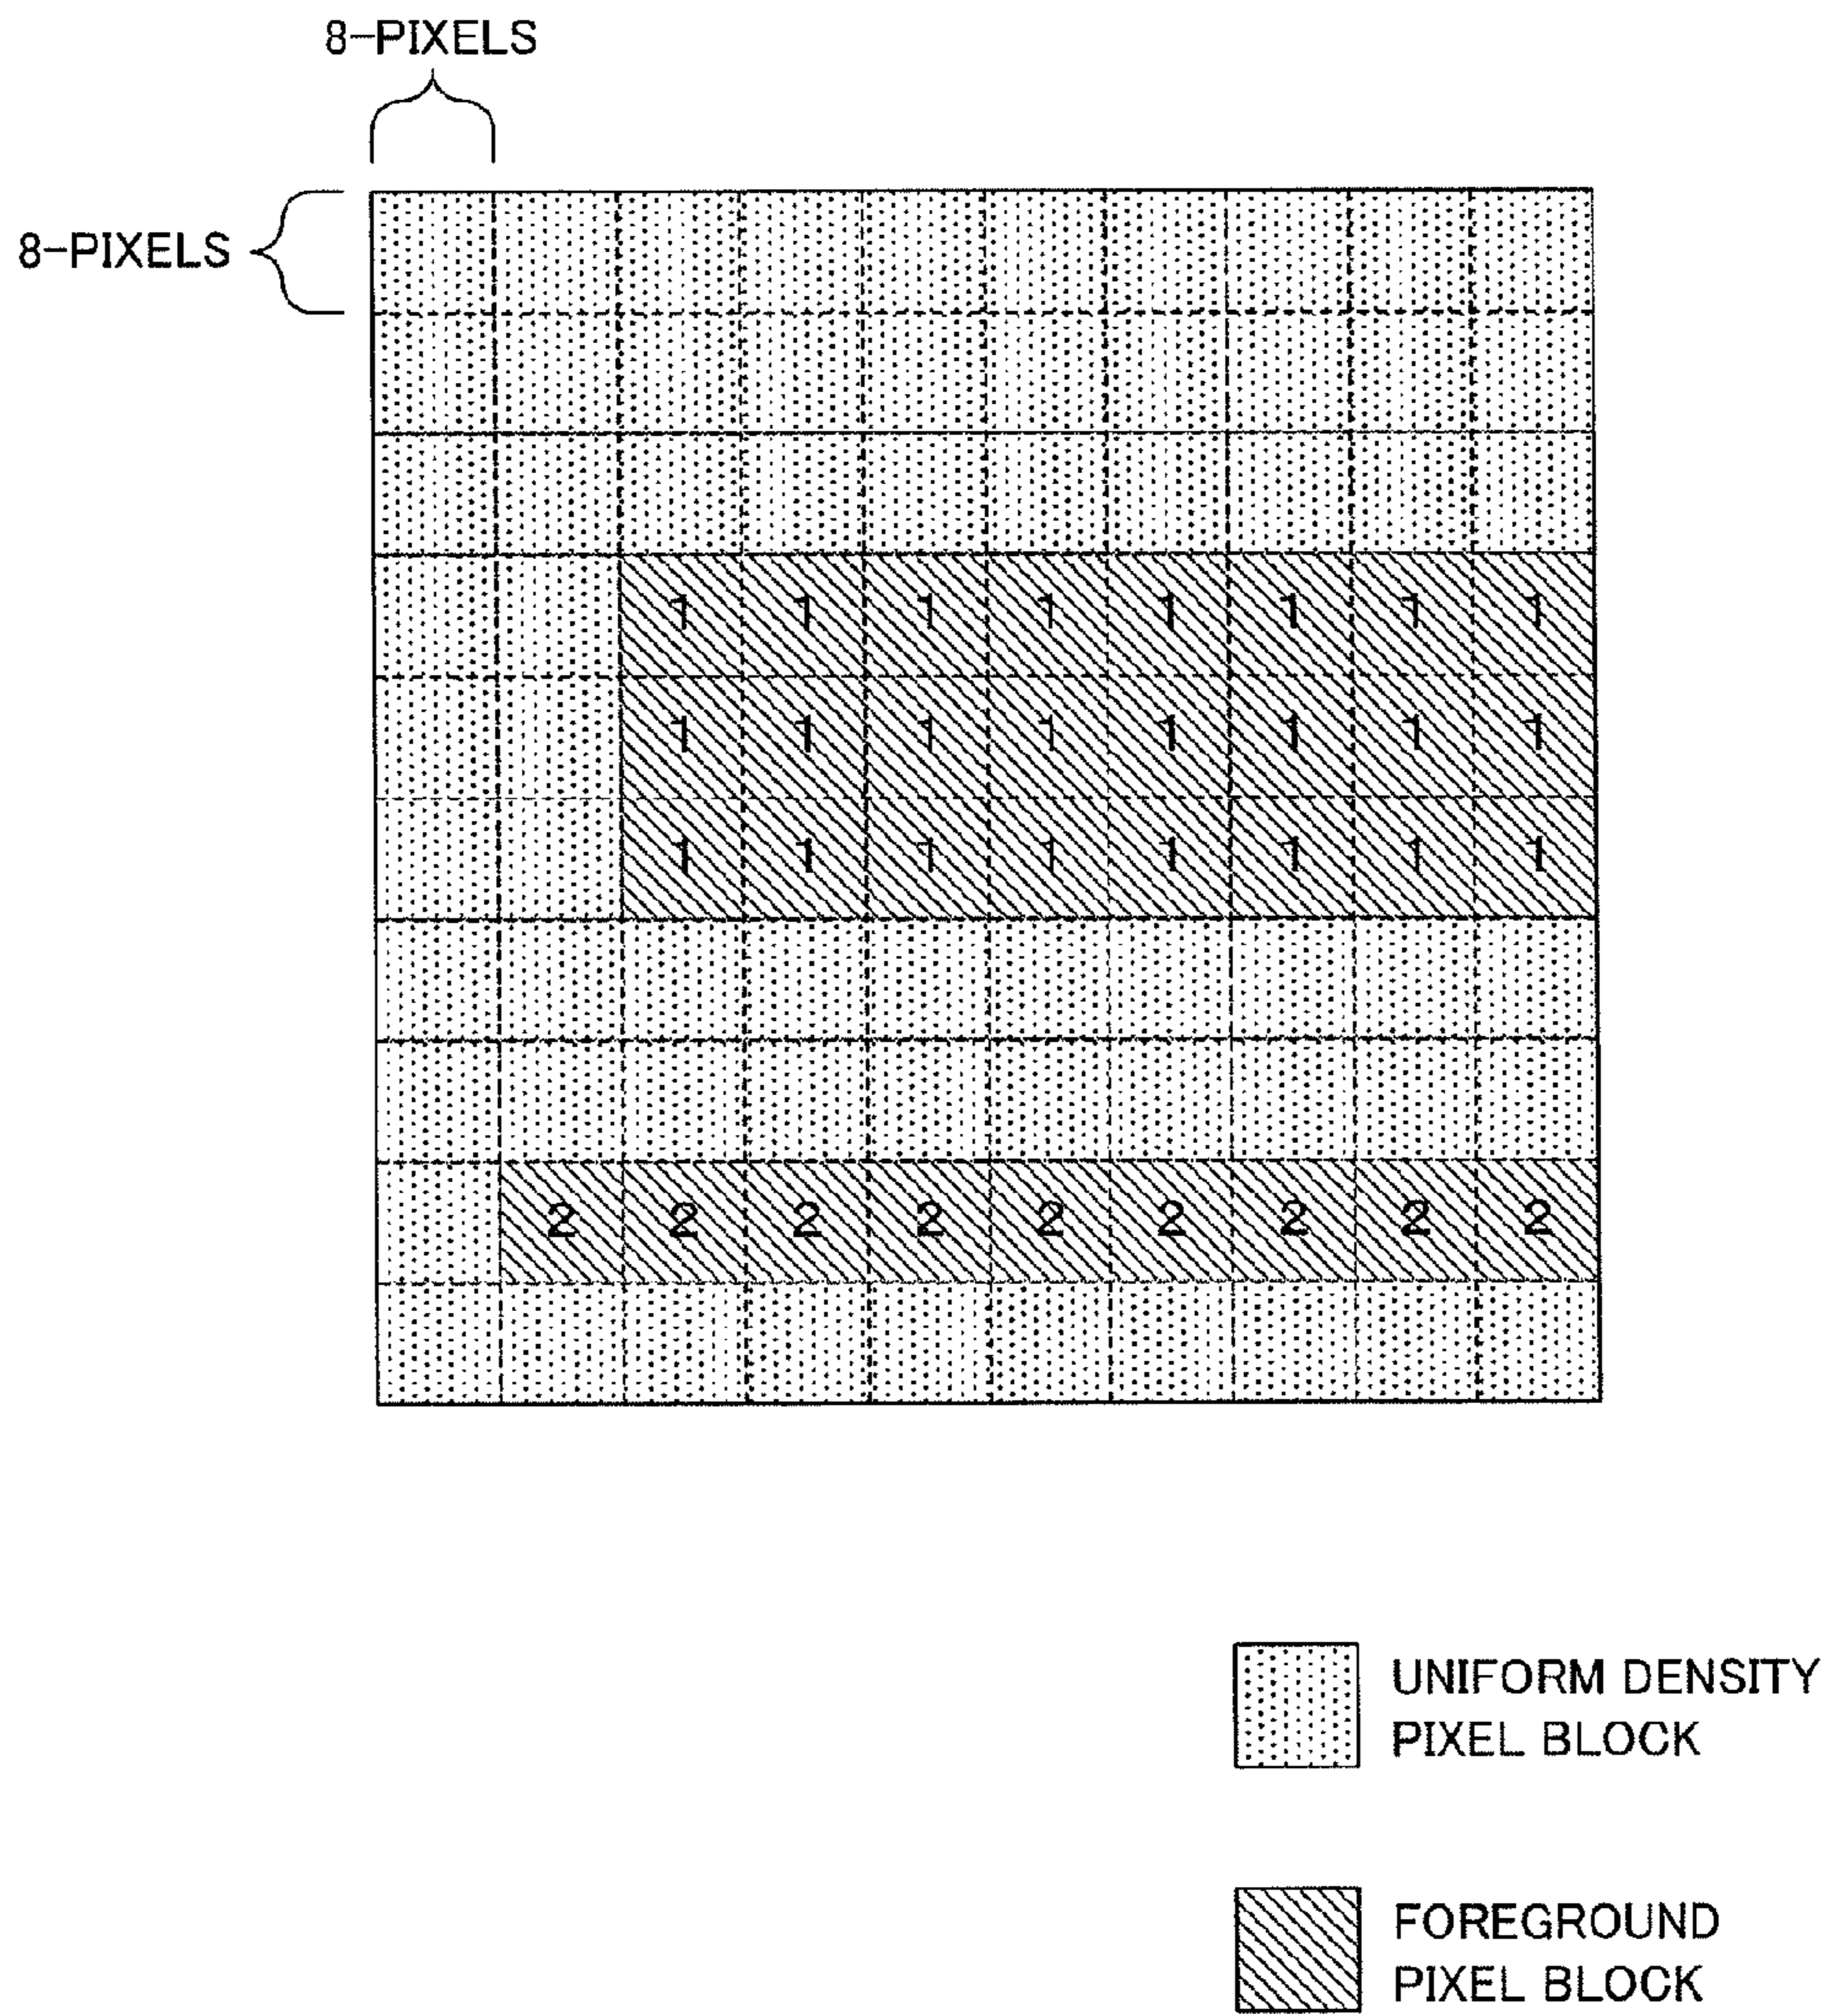 8-PIXELS
8-PIXELS
1 1 1 1 1 1 1 1
1 1 1 1 1 1 1 1
1 1 1 1 1 1 1 1
2 2 2 2 2 2 2 2 2
UNIFORM DENSITY
PIXEL BLOCK
FOREGROUND
PIXEL BLOCK